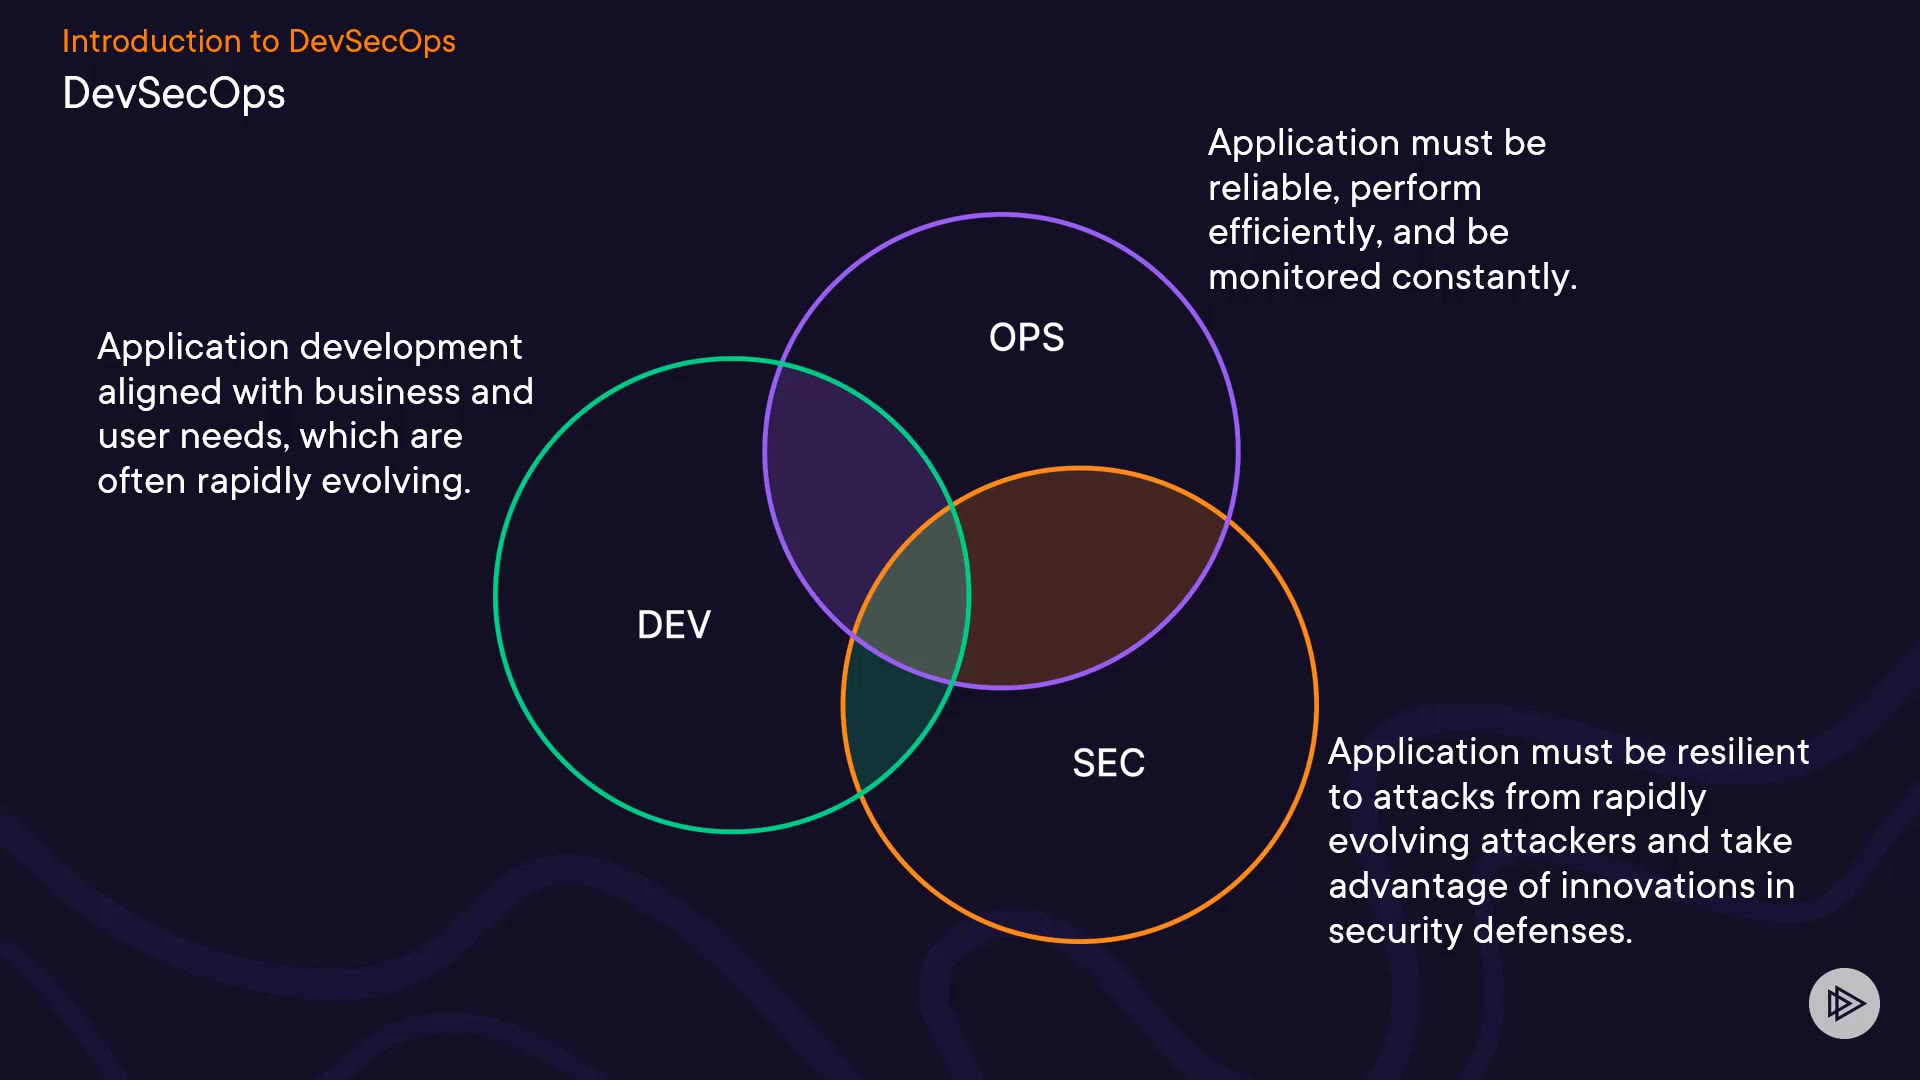 Introduction to DevSecOps
DevSecOps
Application must be
reliable, perform
efficiently, and be
monitored constantly.
OPS
Application development
aligned with business and
user needs, which are
often rapidly evolving.
DEV
SEC
Application must be resilient
to attacks from rapidly
evolving attackers and take
advantage of innovations in
security defenses.